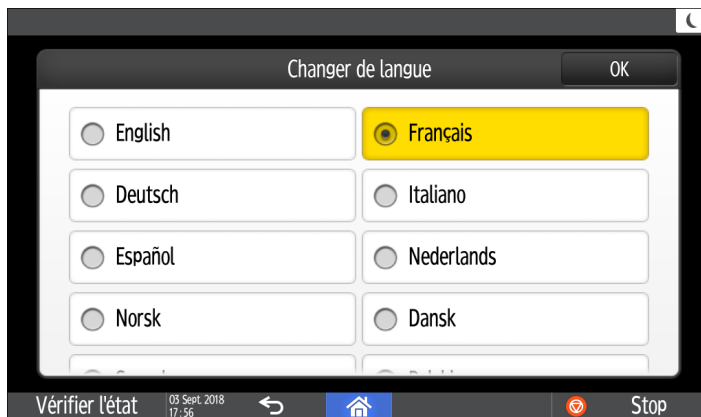 Changer de langue
OK
English
Français
Deutsch
Italiano
Español
Nederlands
Norsk
Dansk
Vérifier l'état
03 Sept. 2018
17 : 56
Stop